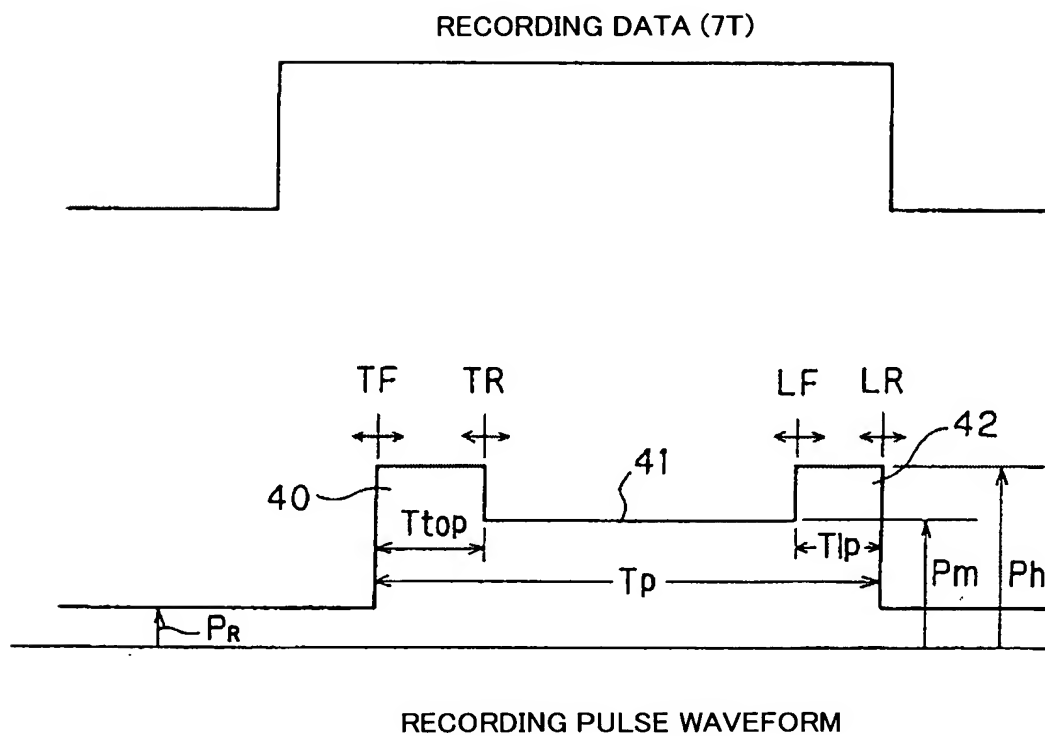 RECORDING DATA (7T)
TF TR LF LR
40 41 42
Ttop Tlp
Tp Pm Ph
PR
RECORDING PULSE WAVEFORM